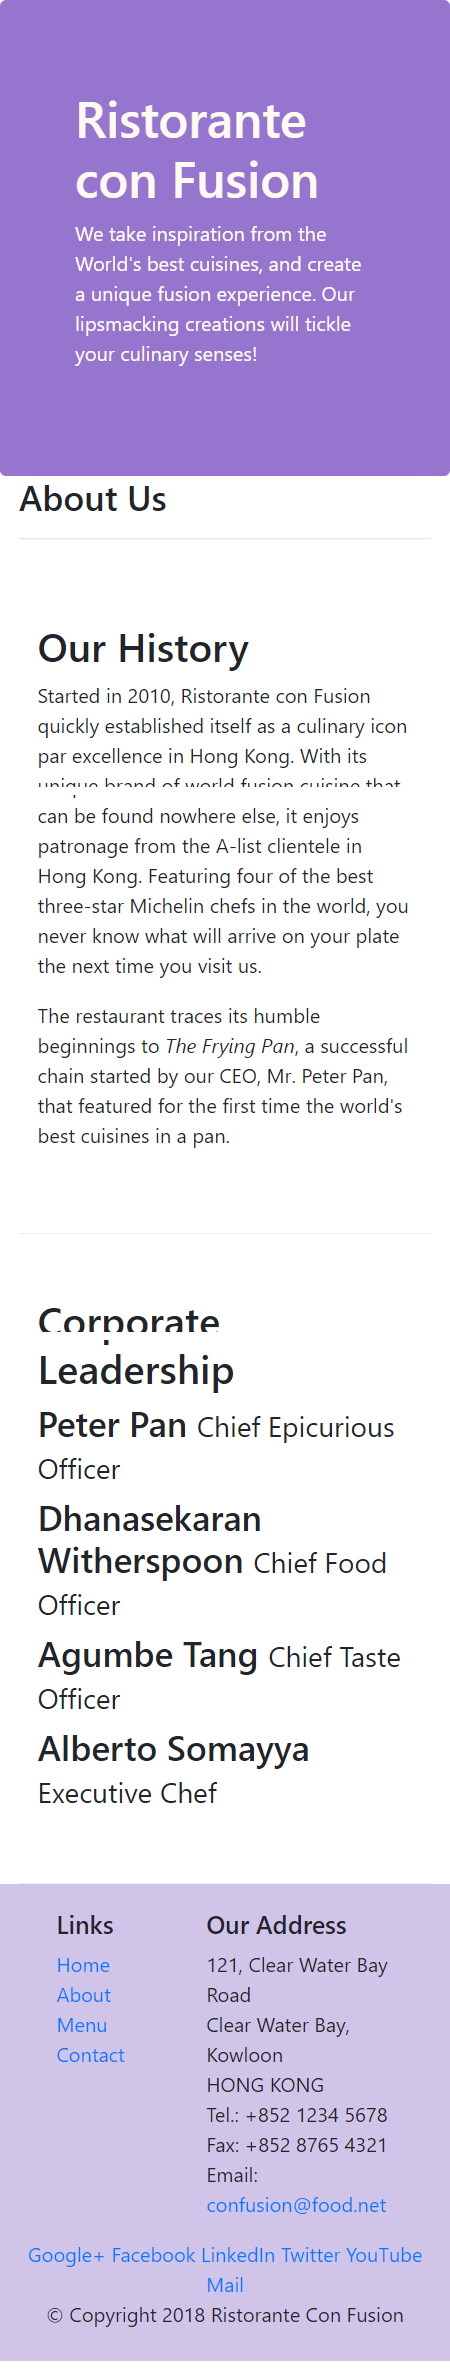 Ristorante
con Fusion
We take inspiration from the
World's best cuisines, and create
a unique fusion experience. Our
lipsmacking creations will tickle
your culinary senses!
About Us
Our History
Started in 2010, Ristorante con Fusion
quickly established itself as a culinary icon
par excellence in Hong Kong. With its
unique brand of world fusion cuisine that
can be found nowhere else, it enjoys
patronage from the A-list clientele in
Hong Kong. Featuring four of the best
three-star Michelin chefs in the world, you
never know what will arrive on your plate
the next time you visit us.
The restaurant traces its humble
beginnings to The Frying Pan, a successful
chain started by our CEO, Mr. Peter Pan,
that featured for the first time the world's
best cuisines in a pan.
Corporate
Leadership
Peter Pan Chief Epicurious
Officer
Dhanasekaran
Witherspoon Chief Food
Officer
Agumbe Tang Chief Taste
Officer
Alberto Somayya
Executive Chef
Links
Home
About
Menu
Contact
Our Address
121, Clear Water Bay
Road
Clear Water Bay,
Kowloon
HONG KONG
Tel.: +852 1234 5678
Fax: +852 8765 4321
Email:
confusion@food.net
Google+ Facebook LinkedIn Twitter YouTube
Mail
© Copyright 2018 Ristorante Con Fusion